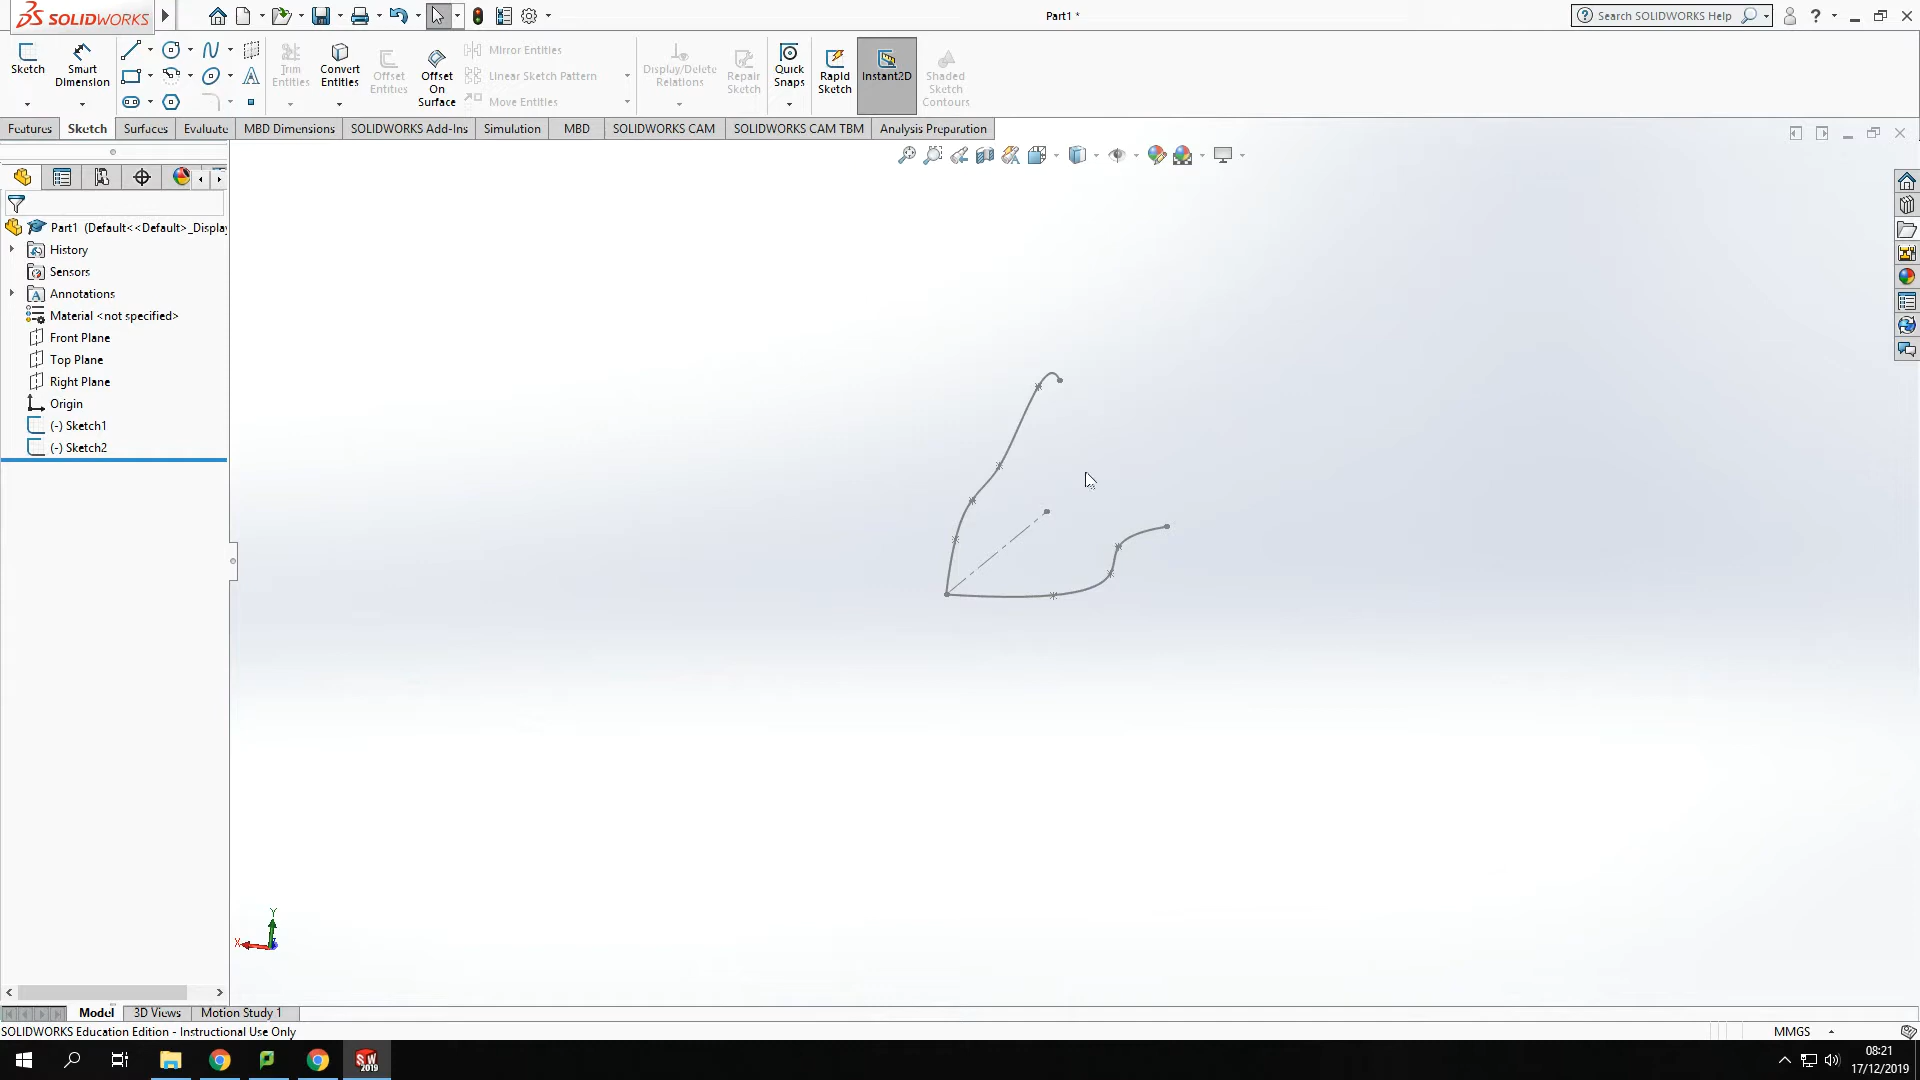 SOLIDWORKS
Part1 *
Search SOLIDWORKS Help
Sketch
Smart Dimension
Trim Entities
Convert Entities
Offset Entities
Offset On Surface
Mirror Entities
Linear Sketch Pattern
Move Entities
Display/Delete Relations
Repair Sketch
Quick Snaps
Rapid Sketch
Instant2D
Shaded Sketch Contours
Features
Sketch
Surfaces
Evaluate
MBD Dimensions
SOLIDWORKS Add-Ins
Simulation
MBD
SOLIDWORKS CAM
SOLIDWORKS CAM TBM
Analysis Preparation
Part1 (Default<<Default>_Display
History
Sensors
Annotations
Material <not specified>
Front Plane
Top Plane
Right Plane
Origin
(-) Sketch1
(-) Sketch2
Y
X
Model
3D Views
Motion Study 1
SOLIDWORKS Education Edition - Instructional Use Only
MMGS
SW
2019
08:21
17/12/2019